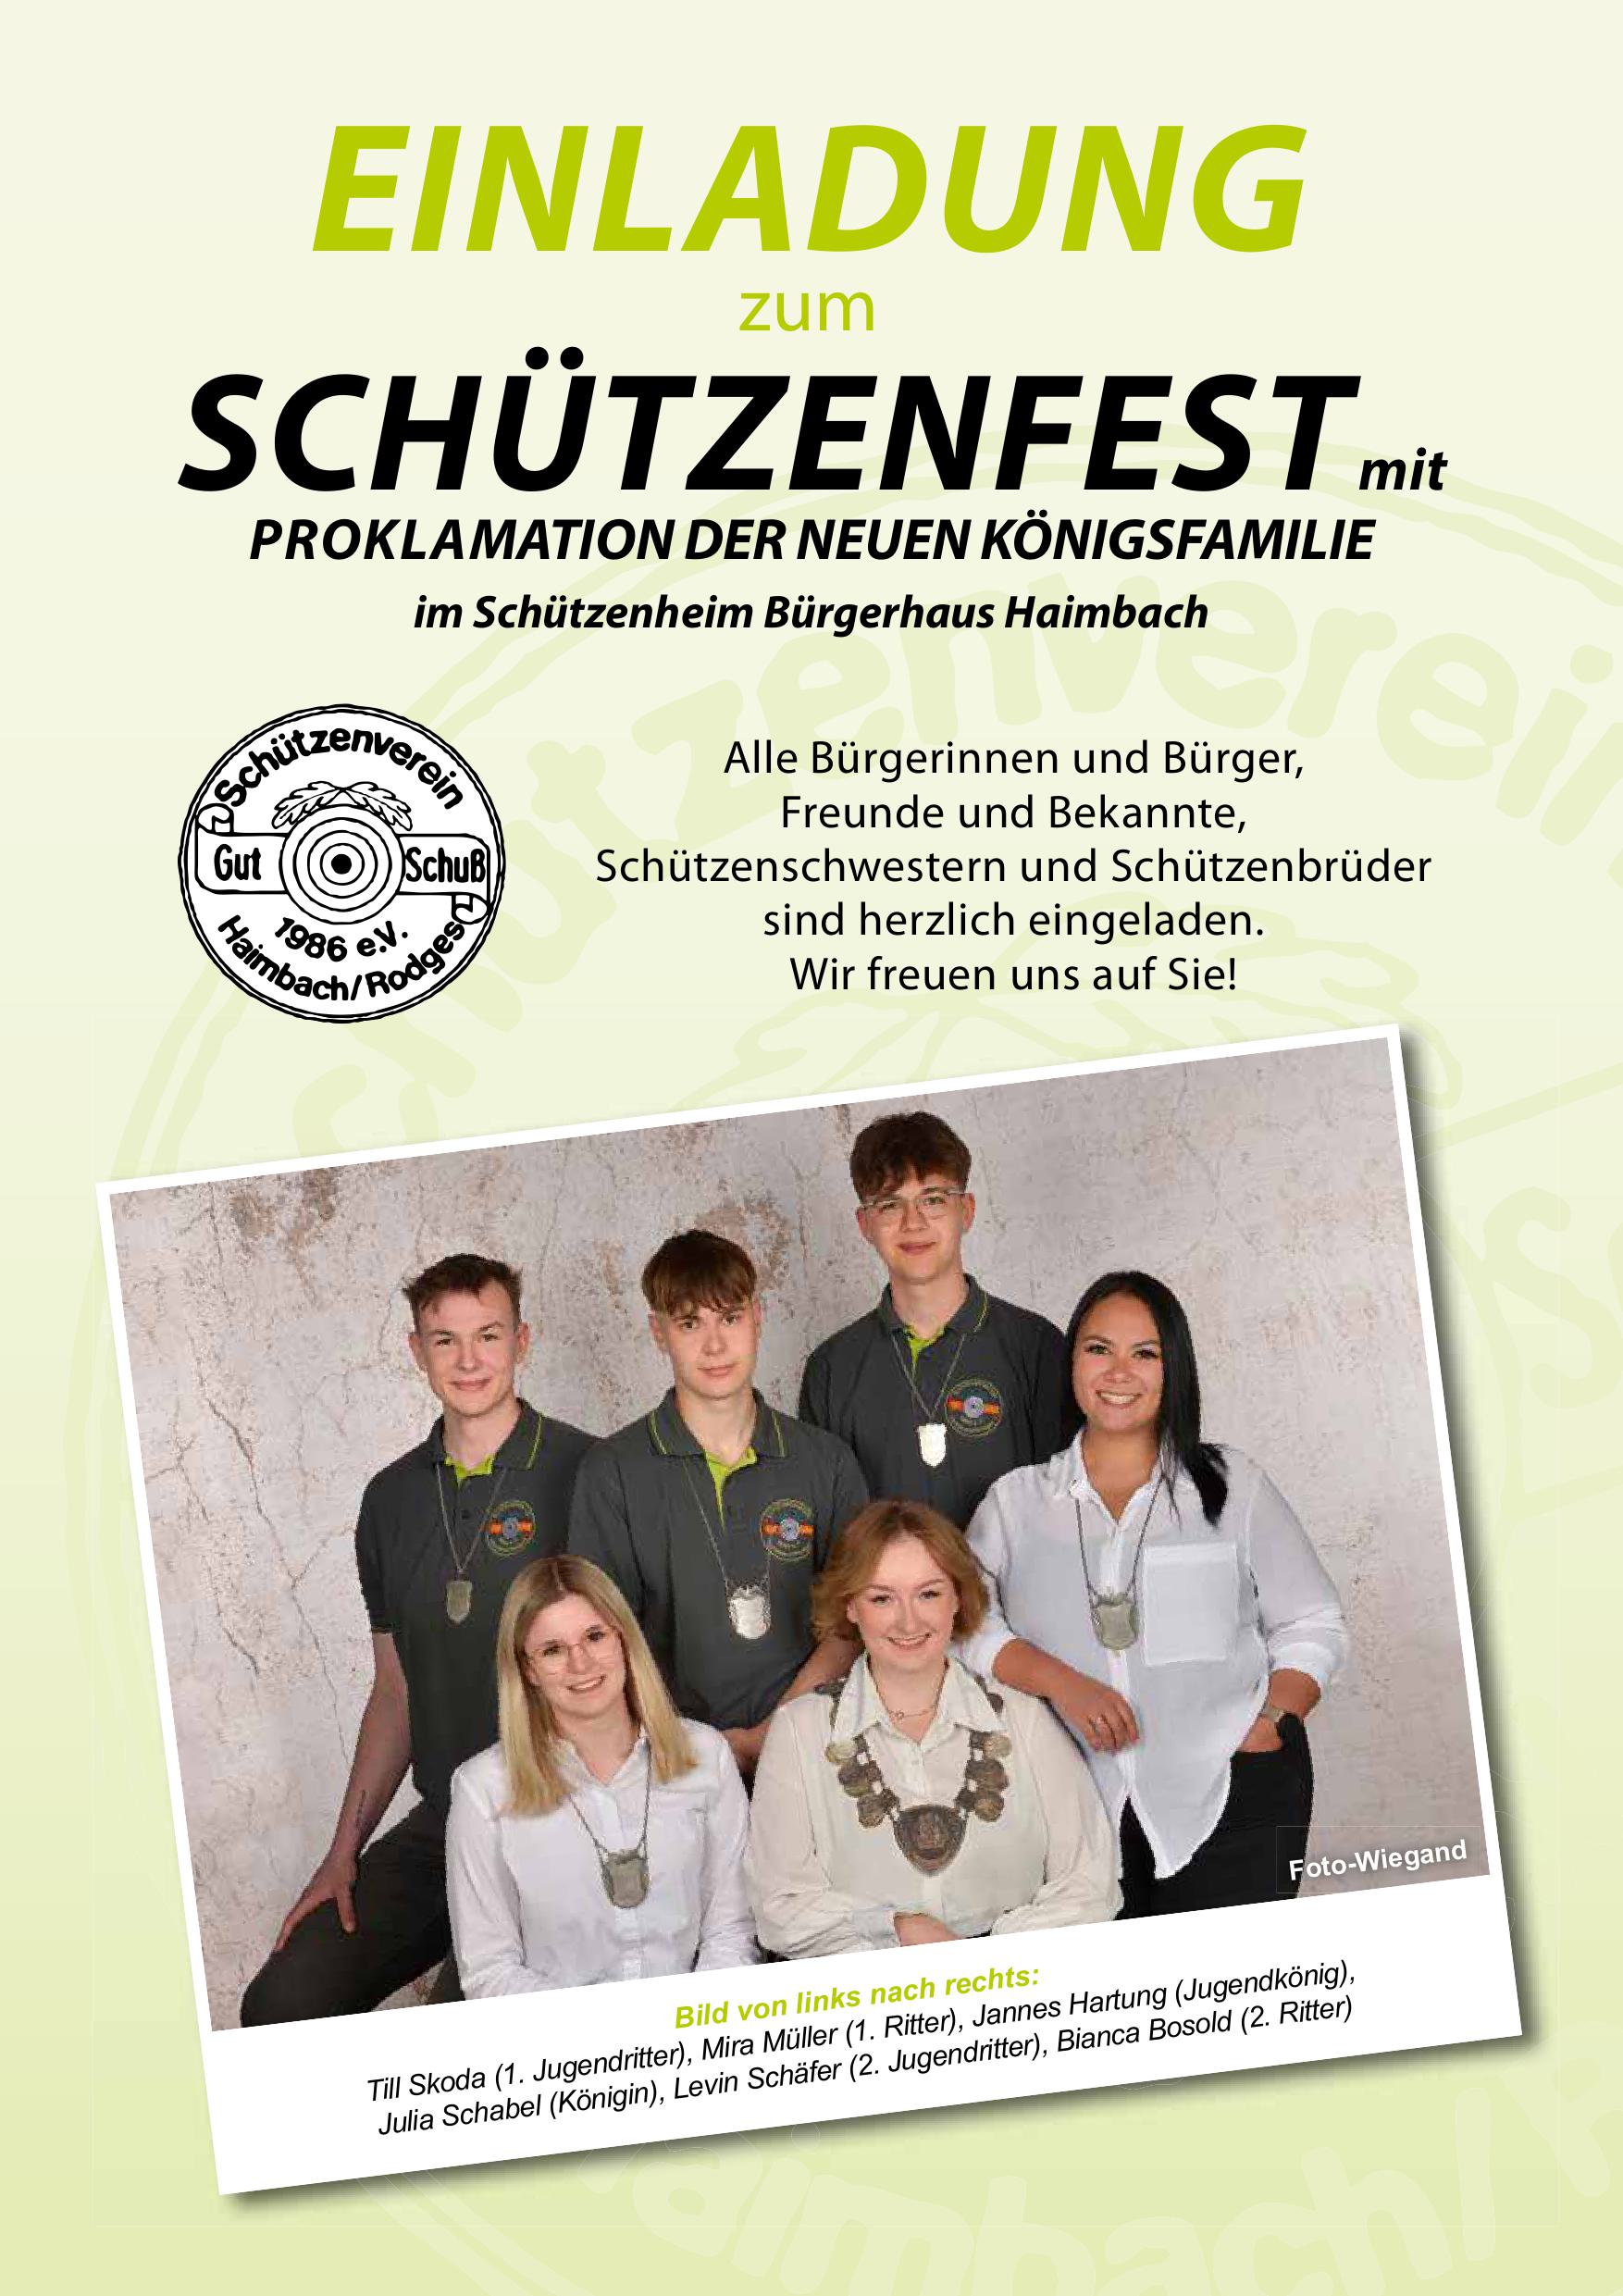 EINLADUNG
zum
SCHÜTZENFEST mit
PROKLAMATION DER NEUEN KÖNIGSFAMILIE
im Schützenheim Bürgerhaus Haimbach
Schützenverein
Gut Schuß
1986 e.V.
Haimbach/Rodges
Alle Bürgerinnen und Bürger,
Freunde und Bekannte,
Schützenschwestern und Schützenbrüder
sind herzlich eingeladen.
Wir freuen uns auf Sie!
Foto-Wiegand
Bild von links nach rechts:
Till Skoda (1. Jugendritter), Mira Müller (1. Ritter), Jannes Hartung (Jugendkönig),
Julia Schabel (Königin), Levin Schäfer (2. Jugendritter), Bianca Bosold (2. Ritter)